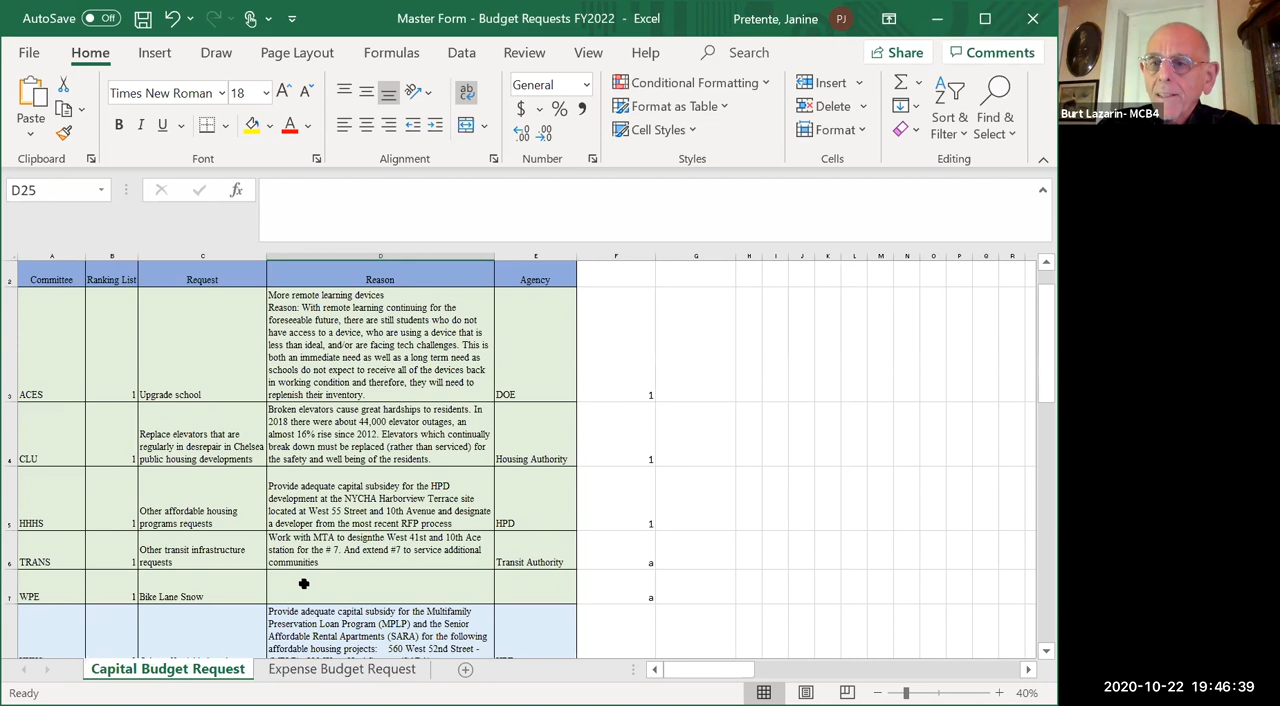 AutoSave Off
Master Form - Budget Requests FY2022 - Excel
Pretente, Janine PJ
File Home Insert Draw Page Layout Formulas Data Review View Help Search Share Comments
Paste
Times New Roman 18
B I U
General
$ % ,
Conditional Formatting
Format as Table
Cell Styles
Insert
Delete
Format
Sort & Filter
Find & Select
Clipboard Font Alignment Number Styles Cells Editing
D25
fx
A B C D E F G H I J K L M N O P Q R
2 Committee Ranking List Request Reason Agency
More remote learning devices
Reason: With remote learning continuing for the
foreseeable future, there are still students who do not
have access to a device, who are using a device that is
less than ideal, and/or are facing tech challenges. This is
both an immediate need as well as a long term need as
schools do not expect to receive all of the devices back
in working condition and therefore, they will need to
replenish their inventory.
3 ACES 1 Upgrade school DOE 1
Broken elevators cause great hardships to residents. In
2018 there were about 44,000 elevator outages, an
almost 16% rise since 2012. Elevators which continually
break down must be replaced (rather than serviced) for
the safety and well being of the residents.
Replace elevators that are
regularly in desrepair in Chelsea
public housing developments
4 CLU 1 Housing Authority 1
Provide adequate capital subsidey for the HPD
development at the NYCHA Harborview Terrace site
located at West 55 Street and 10th Avenue and designate
a developer from the most recent RFP process
Other affordable housing
programs requests
5 HHHS 1 HPD 1
Work with MTA to designthe West 41st and 10th Ace
station for the # 7. And extend #7 to service additional
communities
Other transit infrastructure
requests
6 TRANS 1 Transit Authority a
7 WPE 1 Bike Lane Snow a
Provide adequate capital subsidy for the Multifamily
Preservation Loan Program (MPLP) and the Senior
Affordable Rental Apartments (SARA) for the following
affordable housing projects: 560 West 52nd Street -
Capital Budget Request Expense Budget Request
Ready
40%
Burt Lazarin- MCB4
2020-10-22 19:46:39